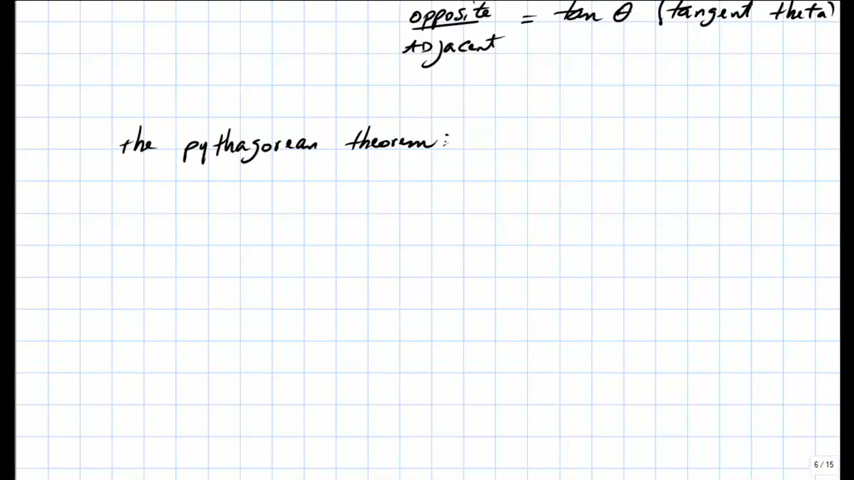 opposite = tan θ (tangent theta)
ADjacent
the pythagorean theorem:
6 / 15